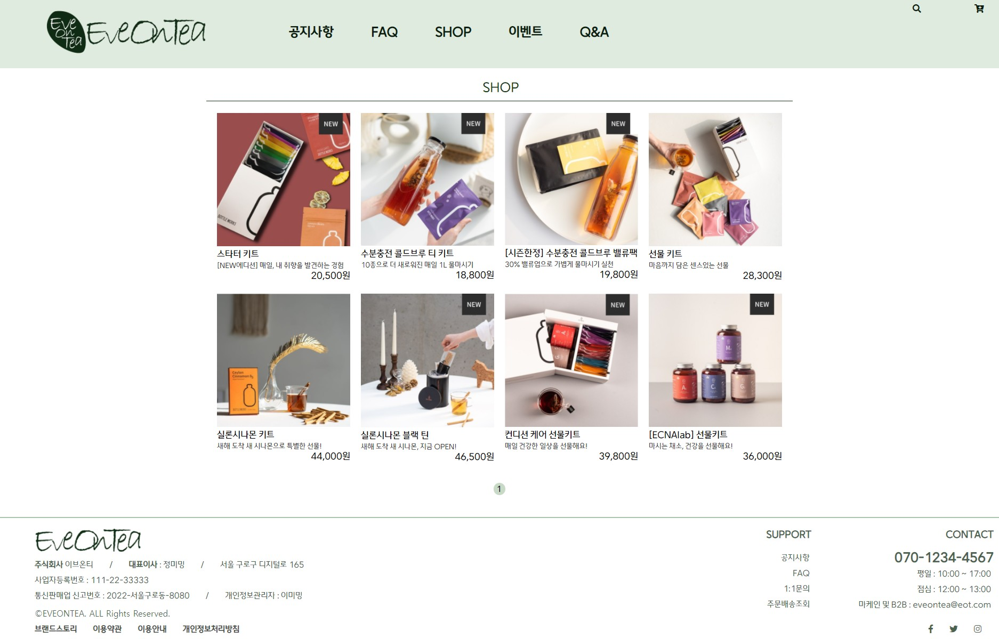 Eve On Tea EveOnTea
공지사항 FAQ SHOP 이벤트 Q&A
SHOP
NEW
NEW
NEW
BOTTLE WORKS
스타터 키트
[NEW에디션] 매일, 내 취향을 발견하는 경험
20,500원
수분충전 콜드브루 티 키트
10종으로 더 새로워진 매일 1L 물마시기
18,800원
[시즌한정] 수분충전 콜드브루 밸류팩
30% 밸류업으로 가볍게 물마시기 실천
19,800원
선물 키트
마음까지 담은 센스있는 선물
28,300원
NEW
NEW
NEW
Ceylon
Cinnamon
BOTTLE WORKS
M
A
C
G
실론시나몬 키트
새해 도착 새 시나몬으로 특별한 선물!
44,000원
실론시나몬 블랙 틴
새해 도착 새 시나몬, 지금 OPEN!
46,500원
컨디션 케어 선물키트
매일 건강한 일상을 선물해요!
39,800원
[ECNAlab] 선물키트
마시는 채소, 건강을 선물해요!
36,000원
1
EveOnTea
주식회사 이브온티 / 대표이사 : 정미밍 / 서울 구로구 디지털로 165
사업자등록번호 : 111-22-33333
통신판매업 신고번호 : 2022-서울구로동-8080 / 개인정보관리자 : 이미밍
©EVEONTEA. ALL Rights Reserved.
브랜드스토리 이용약관 이용안내 개인정보처리방침
SUPPORT
공지사항
FAQ
1:1문의
주문배송조회
CONTACT
070-1234-4567
평일 : 10:00 ~ 17:00
점심 : 12:00 ~ 13:00
마케인 및 B2B : eveontea@eot.com